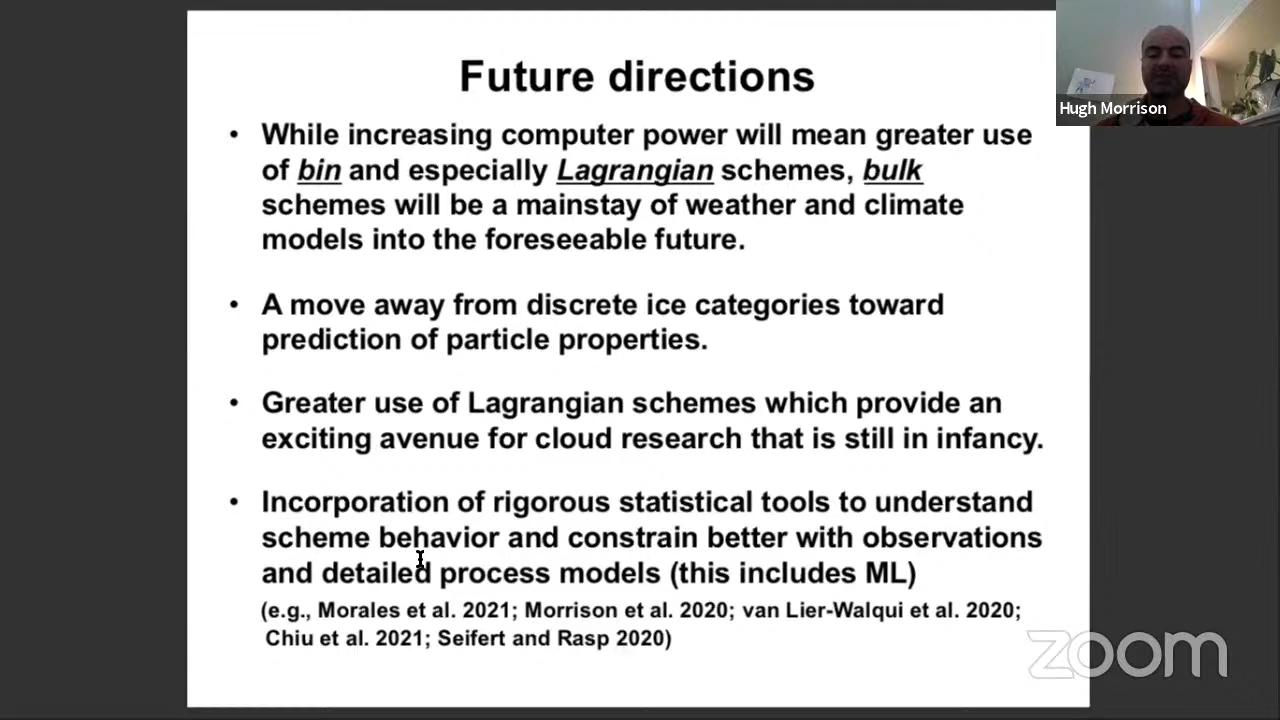 Future directions
• While increasing computer power will mean greater use
of bin and especially Lagrangian schemes, bulk
schemes will be a mainstay of weather and climate
models into the foreseeable future.
• A move away from discrete ice categories toward
prediction of particle properties.
• Greater use of Lagrangian schemes which provide an
exciting avenue for cloud research that is still in infancy.
• Incorporation of rigorous statistical tools to understand
scheme behavior and constrain better with observations
and detailed process models (this includes ML)
(e.g., Morales et al. 2021; Morrison et al. 2020; van Lier-Walqui et al. 2020;
Chiu et al. 2021; Seifert and Rasp 2020)
Hugh Morrison
zoom